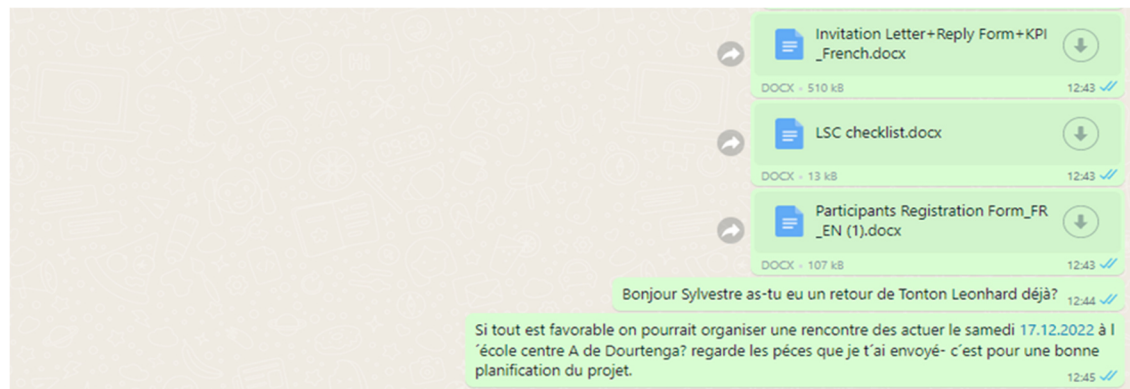 Invitation Letter+Reply Form+KPI
_French.docx
DOCX • 510 kB
12:43
LSC checklist.docx
DOCX • 13 kB
12:43
Participants Registration Form_FR
_EN (1).docx
DOCX • 107 kB
12:43
Bonjour Sylvestre as-tu eu un retour de Tonton Leonhard déjà?
12:44
Si tout est favorable on pourrait organiser une rencontre des actuer le samedi 17.12.2022 à l
´école centre A de Dourtenga? regarde les péces que je t´ai envoyé- c´est pour une bonne
planification du projet.
12:45